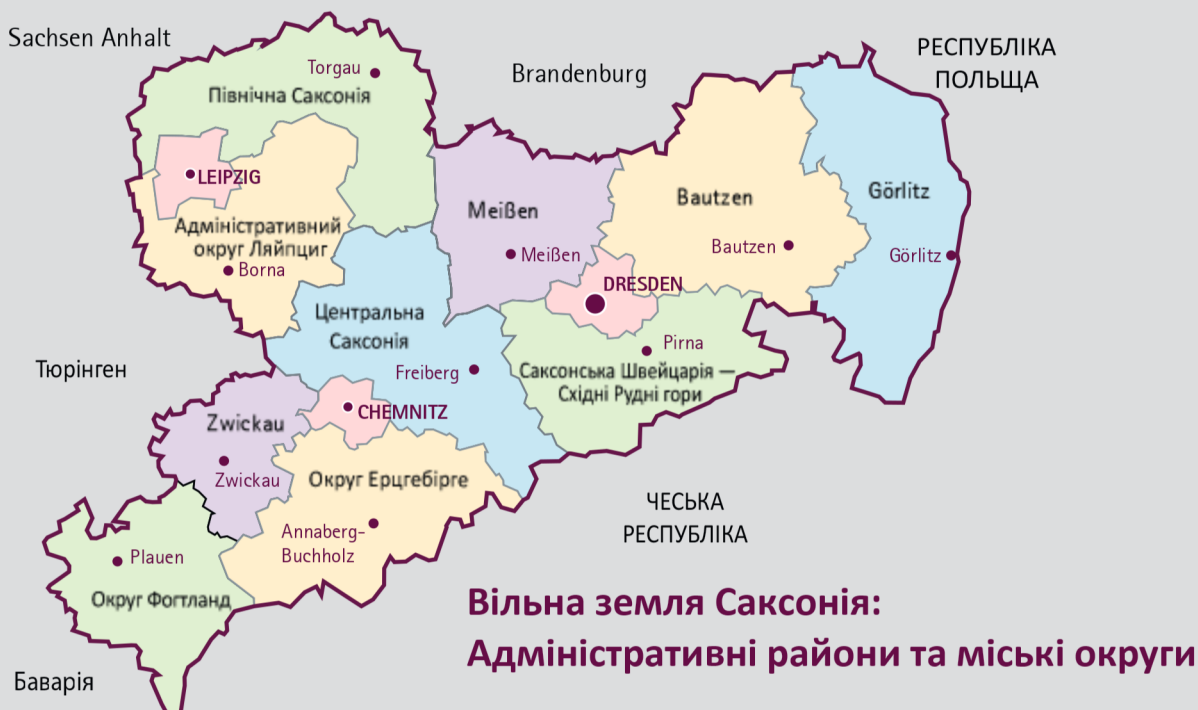 Sachsen Anhalt
Brandenburg
РЕСПУБЛІКА
ПОЛЬЩА
Torgau
Північна Саксонія
LEIPZIG
Адміністративний
округ Ляйпциг
Borna
Meißen
Meißen
Bautzen
Bautzen
Görlitz
Görlitz
DRESDEN
Центральна
Саксонія
Freiberg
Pirna
Саксонська Швейцарія —
Східні Рудні гори
Тюрінген
CHEMNITZ
Zwickau
Zwickau
Округ Ерцгебірге
Annaberg-
Buchholz
ЧЕСЬКА
РЕСПУБЛІКА
Plauen
Округ Фогтланд
Баварія
Вільна земля Саксонія:
Адміністративні райони та міські округи